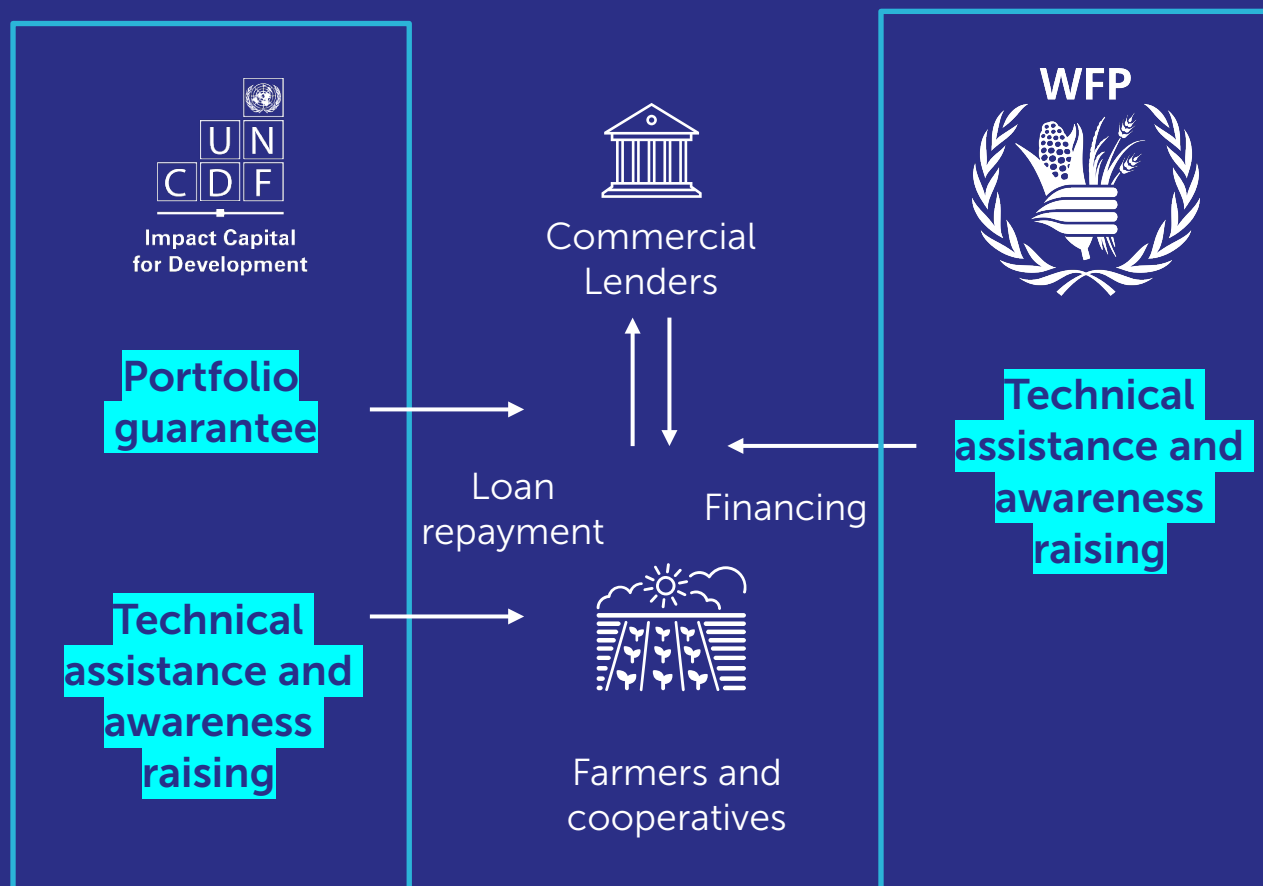 UN
CDF
Impact Capital
for Development
Portfolio
guarantee
Technical
assistance and
awareness
raising
Commercial
Lenders
Loan
repayment
Financing
Farmers and
cooperatives
WFP
Technical
assistance and
awareness
raising